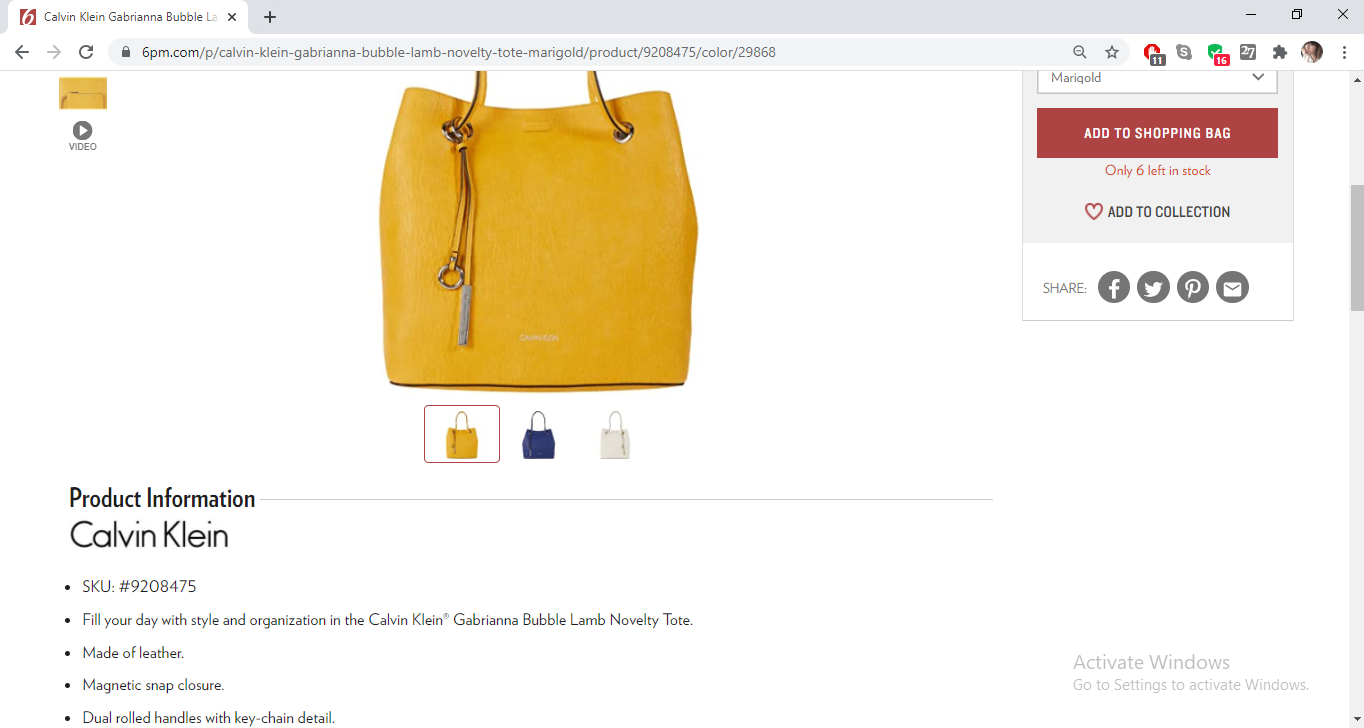 Calvin Klein Gabrianna Bubble La
6pm.com/p/calvin-klein-gabrianna-bubble-lamb-novelty-tote-marigold/product/9208475/color/29868
11
16
27
VIDEO
CALVIN KLEIN
Marigold
ADD TO SHOPPING BAG
Only 6 left in stock
ADD TO COLLECTION
SHARE:
Product Information
Calvin Klein
• SKU: #9208475
• Fill your day with style and organization in the Calvin Klein® Gabrianna Bubble Lamb Novelty Tote.
• Made of leather.
• Magnetic snap closure.
• Dual rolled handles with key-chain detail.
Activate Windows
Go to Settings to activate Windows.